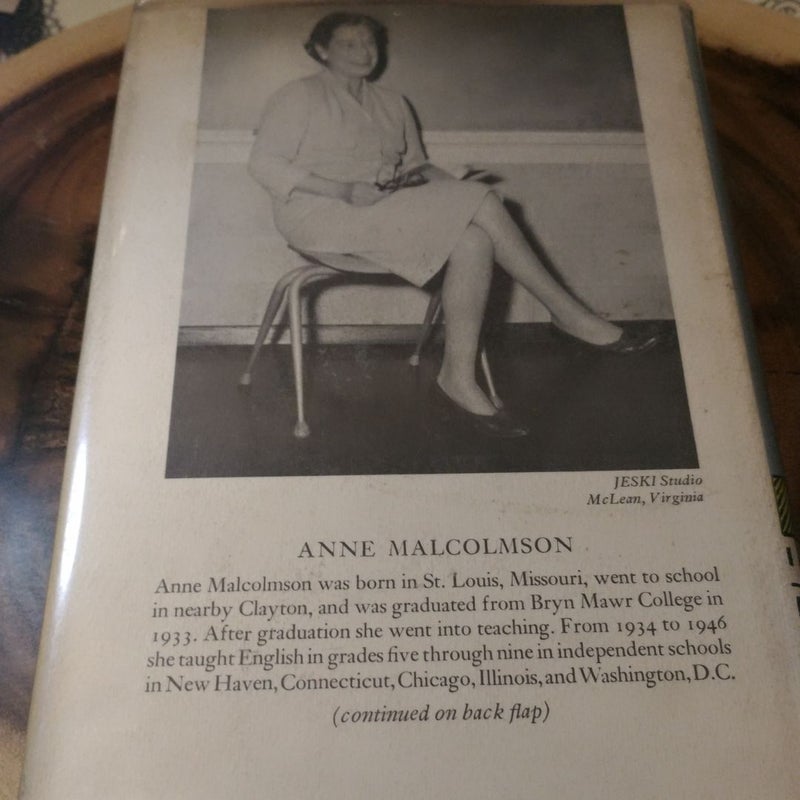 JESKI Studio
McLean, Virginia
ANNE MALCOLMSON
Anne Malcolmson was born in St. Louis, Missouri, went to school
in nearby Clayton, and was graduated from Bryn Mawr College in
1933. After graduation she went into teaching. From 1934 to 1946
she taught English in grades five through nine in independent schools
in New Haven, Connecticut, Chicago, Illinois, and Washington, D.C.
(continued on back flap)